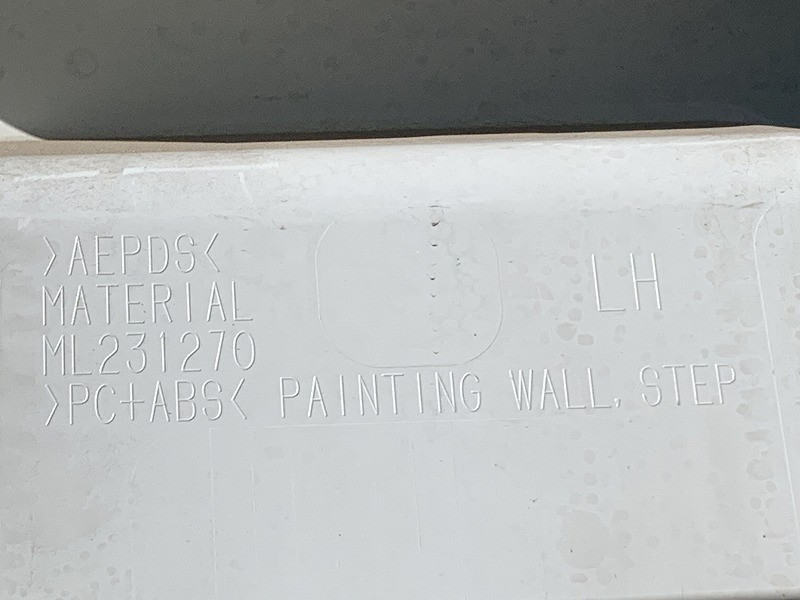 >AEPDS<
MATERIAL
ML231270
>PC+ABS< PAINTING WALL, STEP
LH